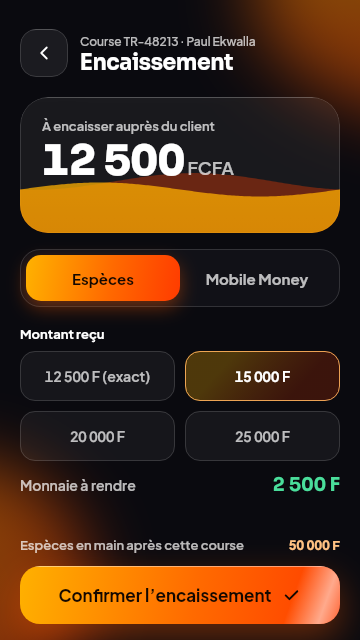 Course TR-48213 · Paul Ekwalla
Encaissement
À encaisser auprès du client
12 500 FCFA
Espèces
Mobile Money
Montant reçu
12 500 F (exact)
15 000 F
20 000 F
25 000 F
Monnaie à rendre
2 500 F
Espèces en main après cette course
50 000 F
Confirmer l’encaissement